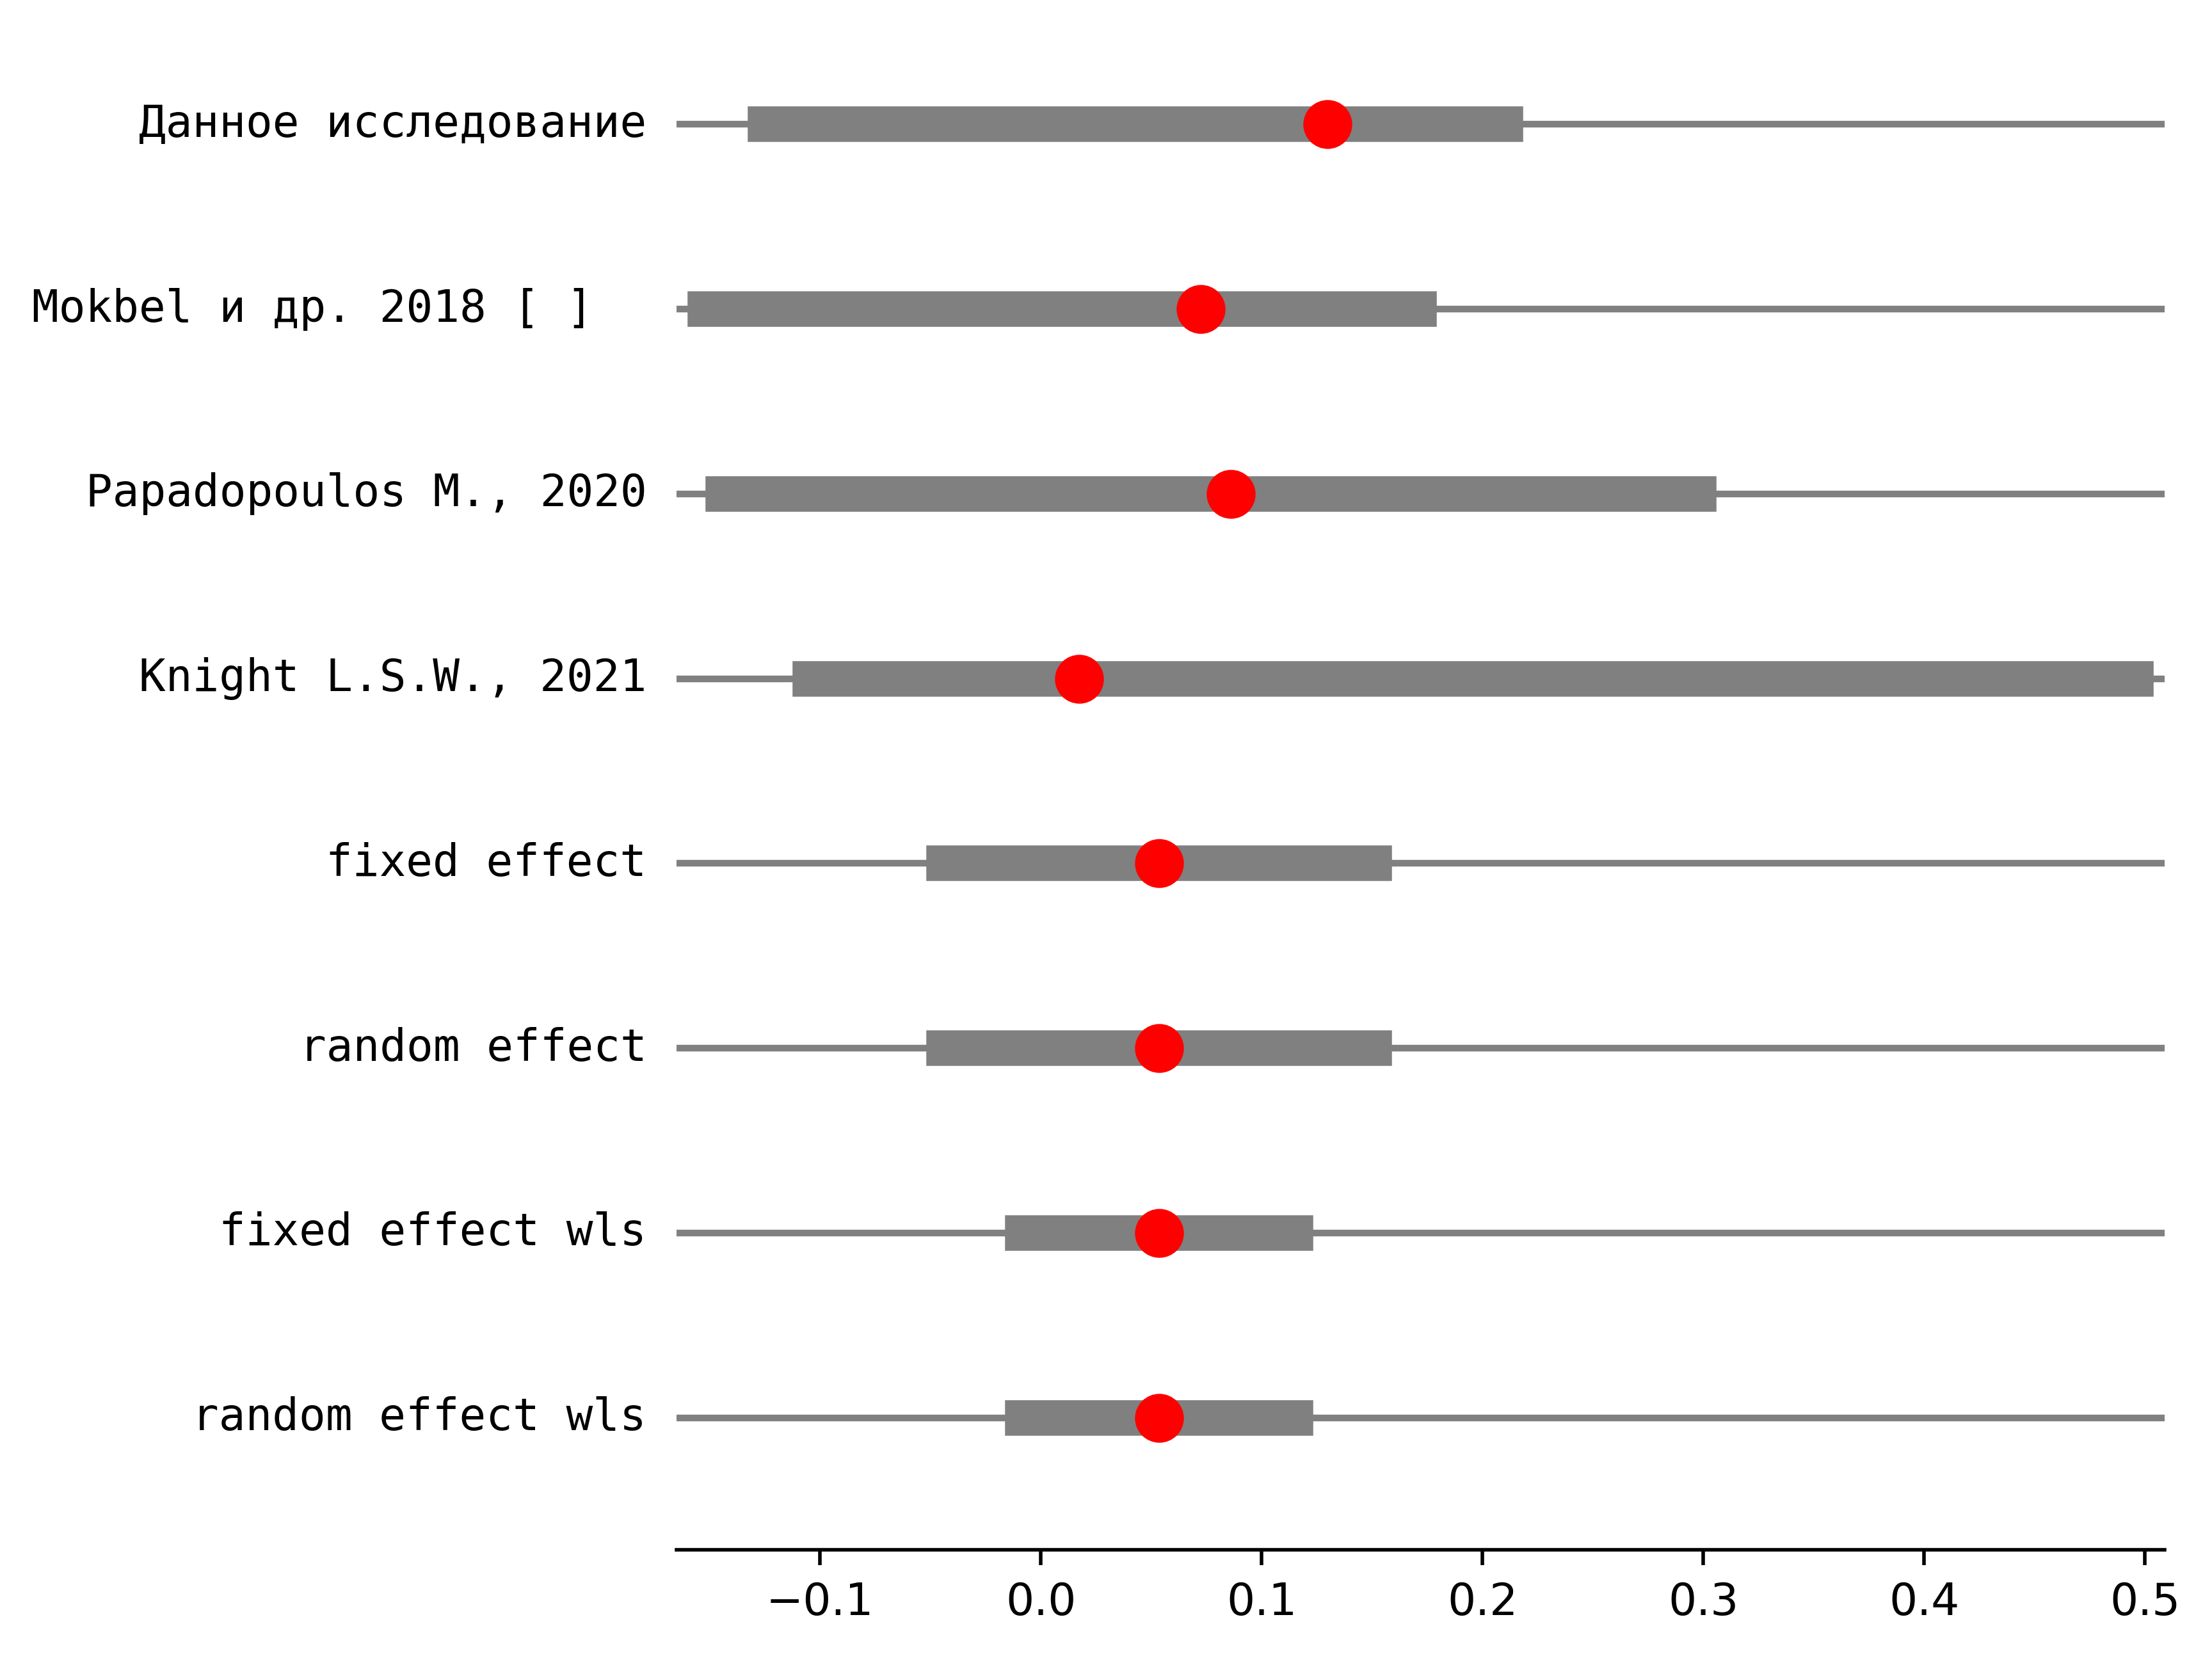 Данное исследование
Mokbel и др. 2018 [ ]
Papadopoulos M., 2020
Knight L.S.W., 2021
fixed effect
random effect
fixed effect wls
random effect wls
−0.1 0.0 0.1 0.2 0.3 0.4 0.5